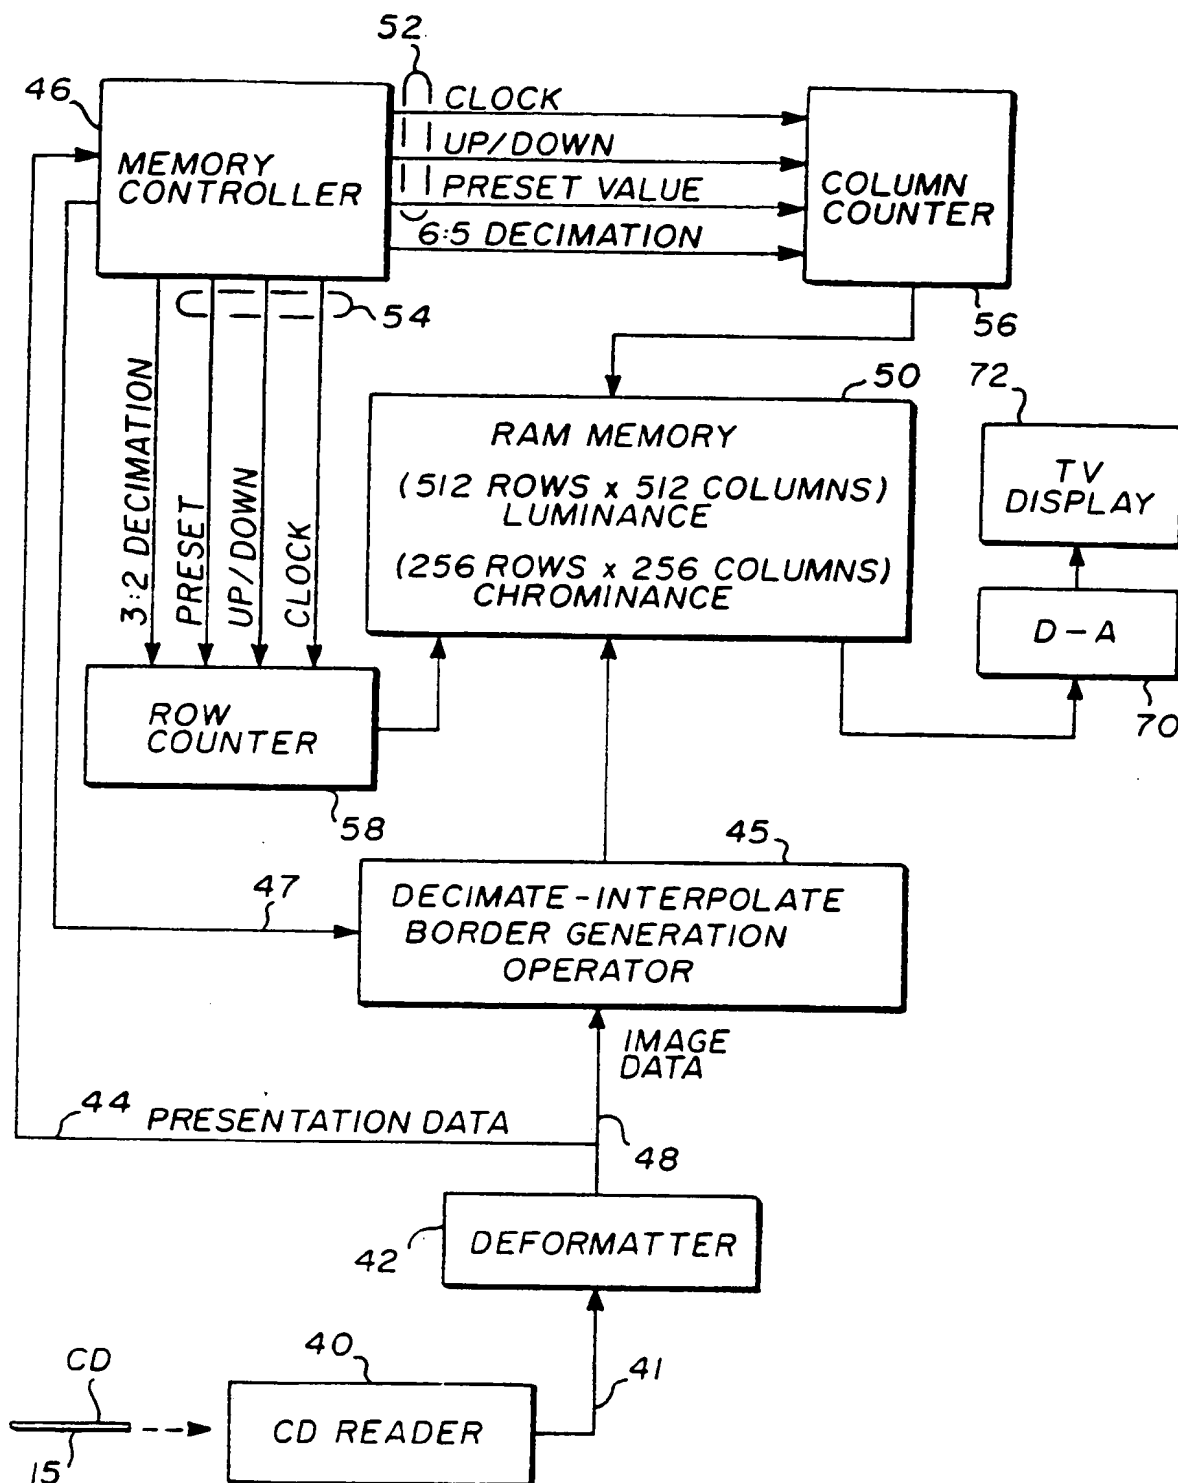 52
46
CLOCK
UP/DOWN
PRESET VALUE
6:5 DECIMATION
MEMORY
CONTROLLER
COLUMN
COUNTER
56
54
3:2 DECIMATION
PRESET
UP/DOWN
CLOCK
50
RAM MEMORY
(512 ROWS x 512 COLUMNS)
LUMINANCE
(256 ROWS x 256 COLUMNS)
CHROMINANCE
72
TV
DISPLAY
D-A
70
ROW
COUNTER
58
45
47
DECIMATE-INTERPOLATE
BORDER GENERATION
OPERATOR
IMAGE
DATA
44
PRESENTATION DATA
48
42
DEFORMATTER
41
40
CD READER
CD
15